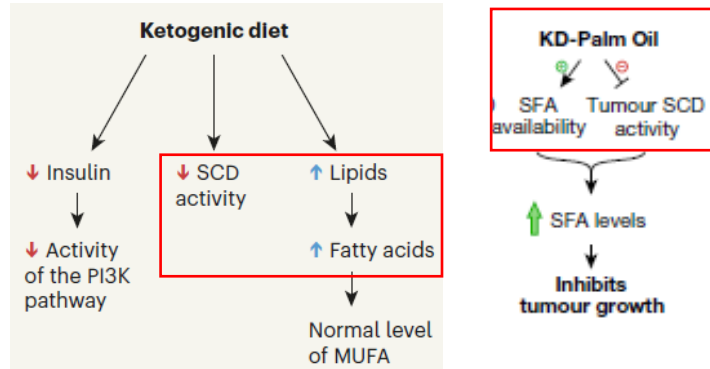 Ketogenic diet
↓ Insulin
↓ Activity
of the PI3K
pathway
↓ SCD
activity
↑ Lipids
↑ Fatty acids
Normal level
of MUFA
KD-Palm Oil
SFA
availability
Tumour SCD
activity
SFA levels
Inhibits
tumour growth